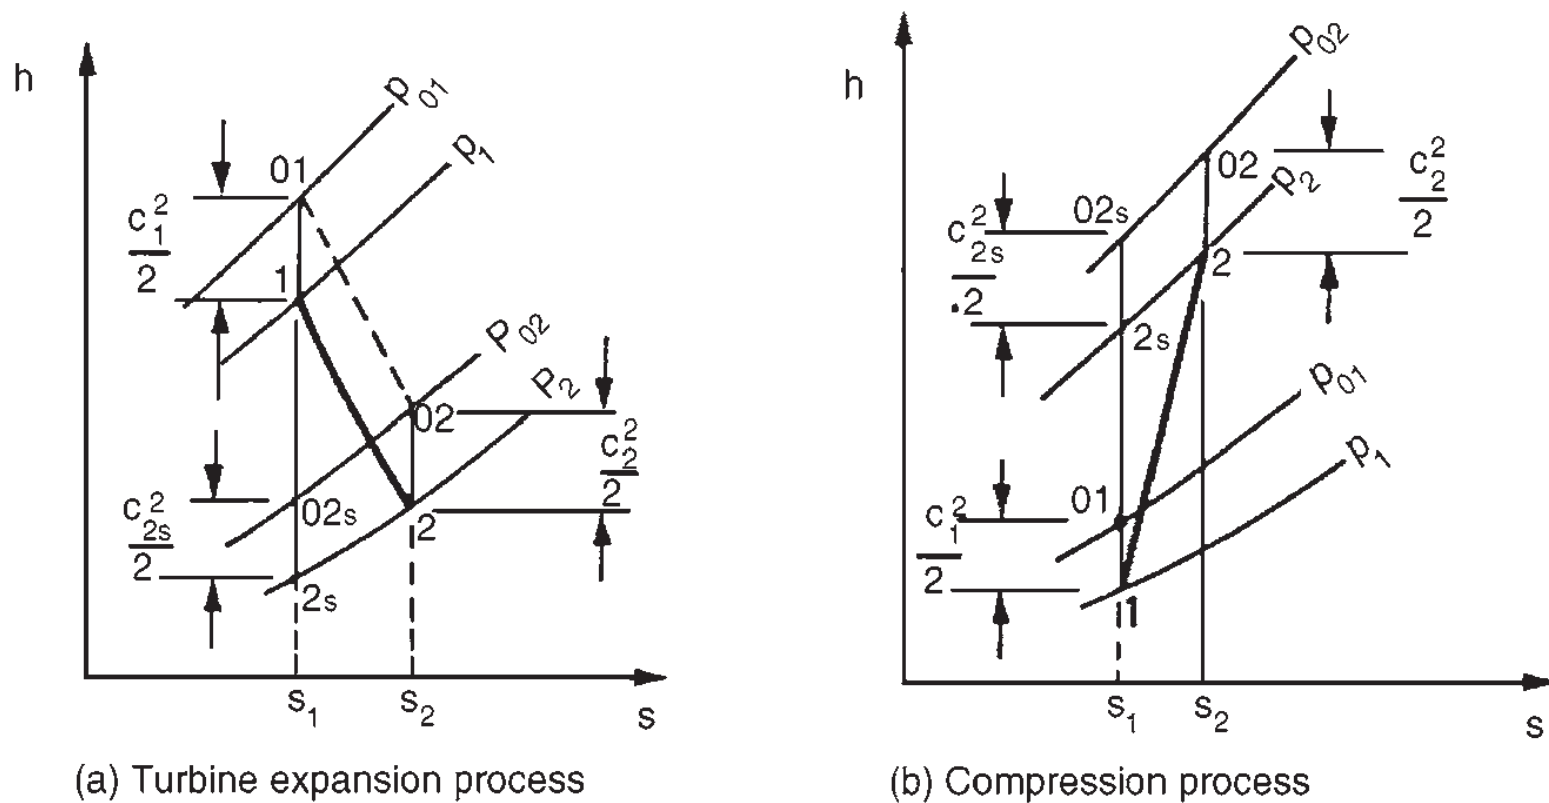 h
p₀₁
p₁
01
c₁²
2
1
P₀₂
P₂
02
c₂²
2
c₂ₛ²
2
02s
2
2s
s₁
s₂
s
(a) Turbine expansion process
h
p₀₂
02
p₂
c₂²
2
02s
c₂ₛ²
.2
2
2s
p₀₁
p₁
01
c₁²
2
1
s₁
s₂
s
(b) Compression process